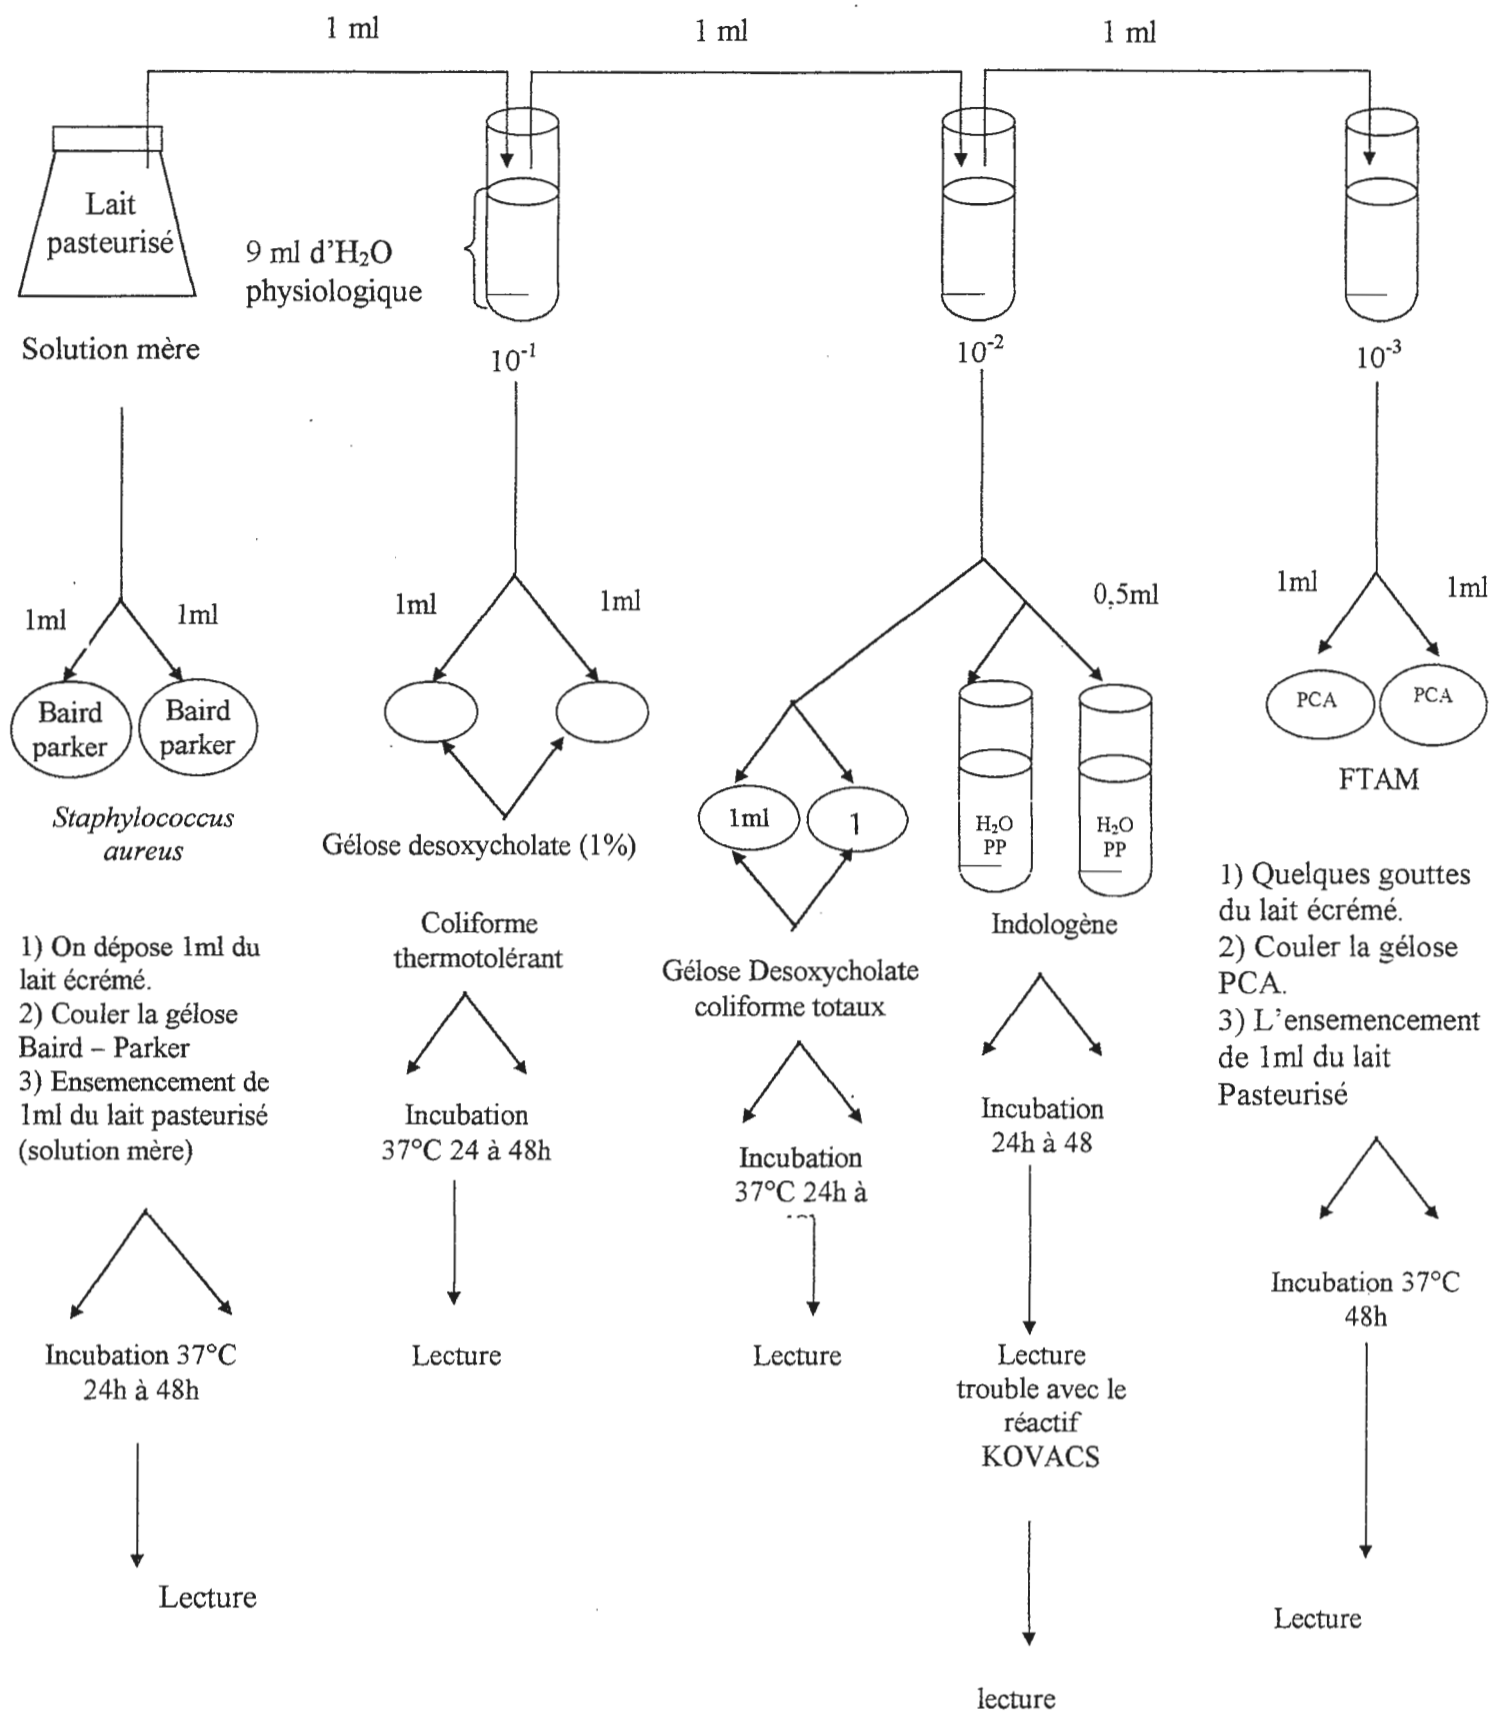 1 ml
1 ml
1 ml
Lait
pasteurisé
9 ml d'H₂O
physiologique
Solution mère
10⁻¹
10⁻²
10⁻³
1ml
1ml
Baird
parker
Baird
parker
Staphylococcus
aureus
1) On dépose 1ml du
lait écrémé.
2) Couler la gélose
Baird – Parker
3) Ensemencement de
1ml du lait pasteurisé
(solution mère)
Incubation 37°C
24h à 48h
Lecture
1ml
1ml
Gélose desoxycholate (1%)
Coliforme
thermotolérant
Incubation
37°C 24 à 48h
Lecture
1ml
1
Gélose Desoxycholate
coliforme totaux
Incubation
37°C 24h à
Lecture
0,5ml
H₂O
PP
H₂O
PP
Indologène
Incubation
24h à 48
Lecture
trouble avec le
réactif
KOVACS
lecture
1ml
1ml
PCA
PCA
FTAM
1) Quelques gouttes
du lait écrémé.
2) Couler la gélose
PCA.
3) L'ensemencement
de 1ml du lait
Pasteurisé
Incubation 37°C
48h
Lecture